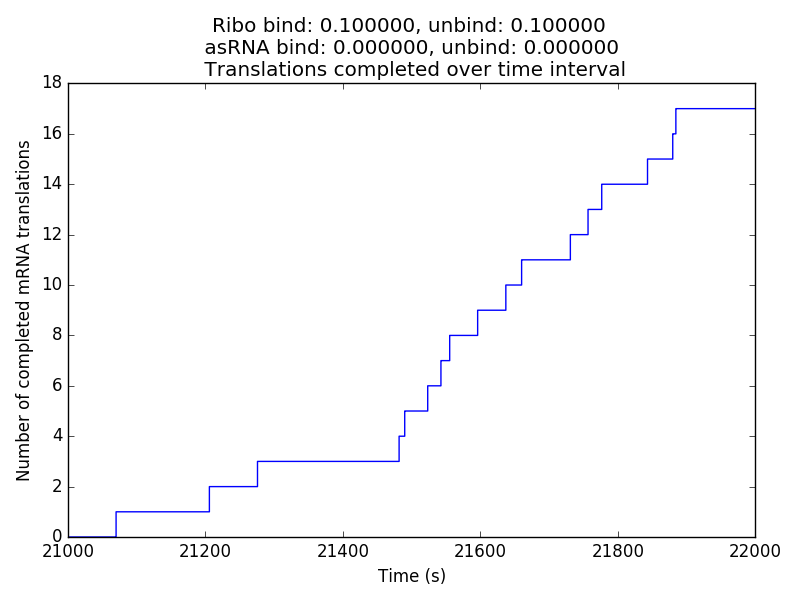 Ribo bind: 0.100000, unbind: 0.100000
asRNA bind: 0.000000, unbind: 0.000000
Translations completed over time interval
18
16
14
12
10
8
6
4
2
0
Number of completed mRNA translations
21000 21200 21400 21600 21800 22000
Time (s)